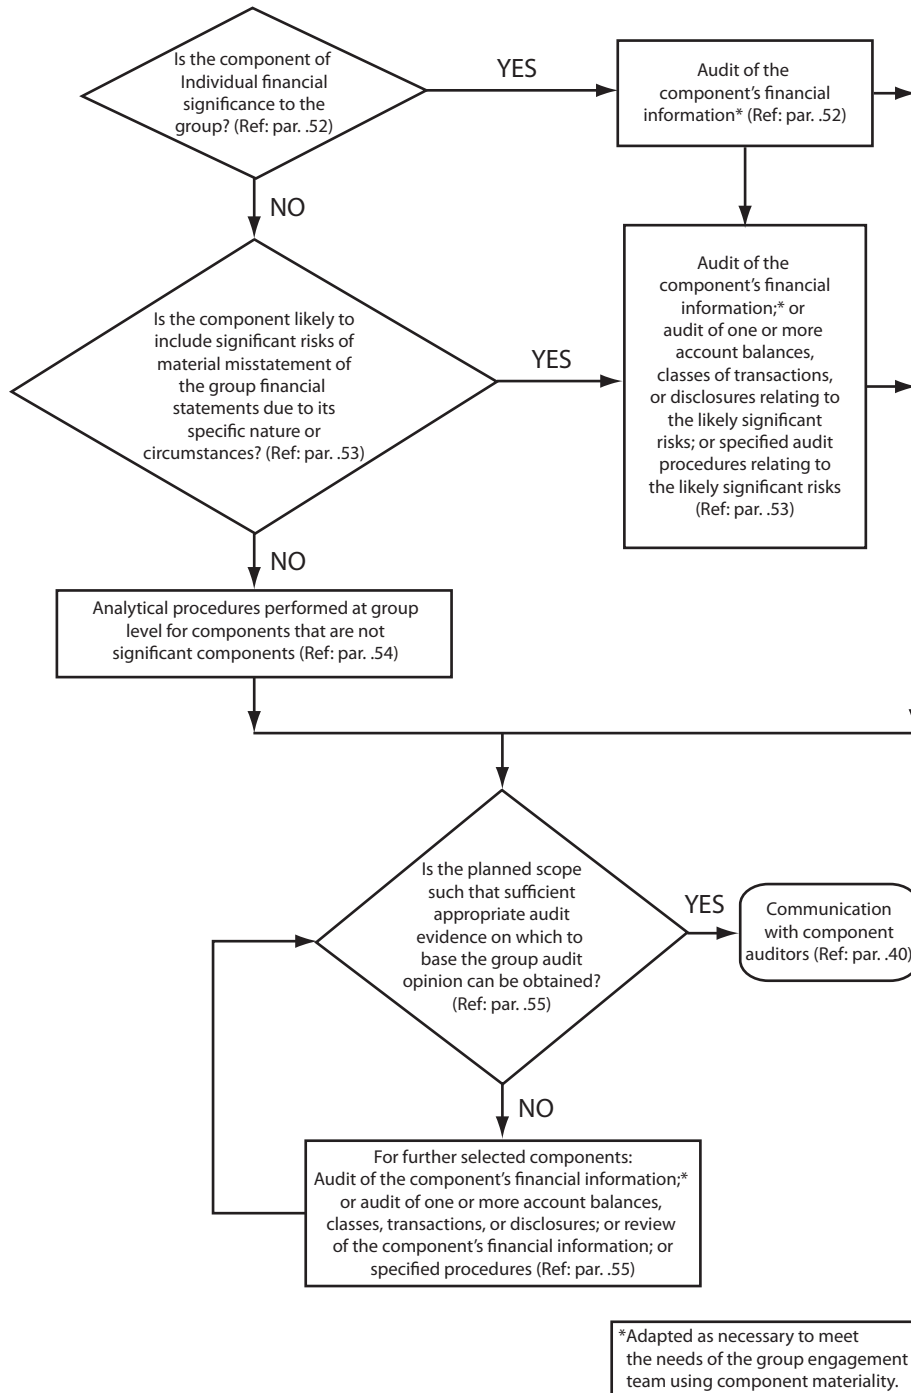 Is the component of
Individual financial
significance to the
group? (Ref: par. .52)
YES
Audit of the
component's financial
information* (Ref: par. .52)
NO
Is the component likely to
include significant risks of
material misstatement of
the group financial
statements due to its
specific nature or
circumstances? (Ref: par. .53)
YES
Audit of the
component's financial
information;* or
audit of one or more
account balances,
classes of transactions,
or disclosures relating to
the likely significant
risks; or specified audit
procedures relating to
the likely significant risks
(Ref: par. .53)
NO
Analytical procedures performed at group
level for components that are not
significant components (Ref: par. .54)
Is the planned scope
such that sufficient
appropriate audit
evidence on which to
base the group audit
opinion can be obtained?
(Ref: par. .55)
YES
Communication
with component
auditors (Ref: par. .40)
NO
For further selected components:
Audit of the component's financial information;*
or audit of one or more account balances,
classes, transactions, or disclosures; or review
of the component's financial information; or
specified procedures (Ref: par. .55)
*Adapted as necessary to meet
the needs of the group engagement
team using component materiality.